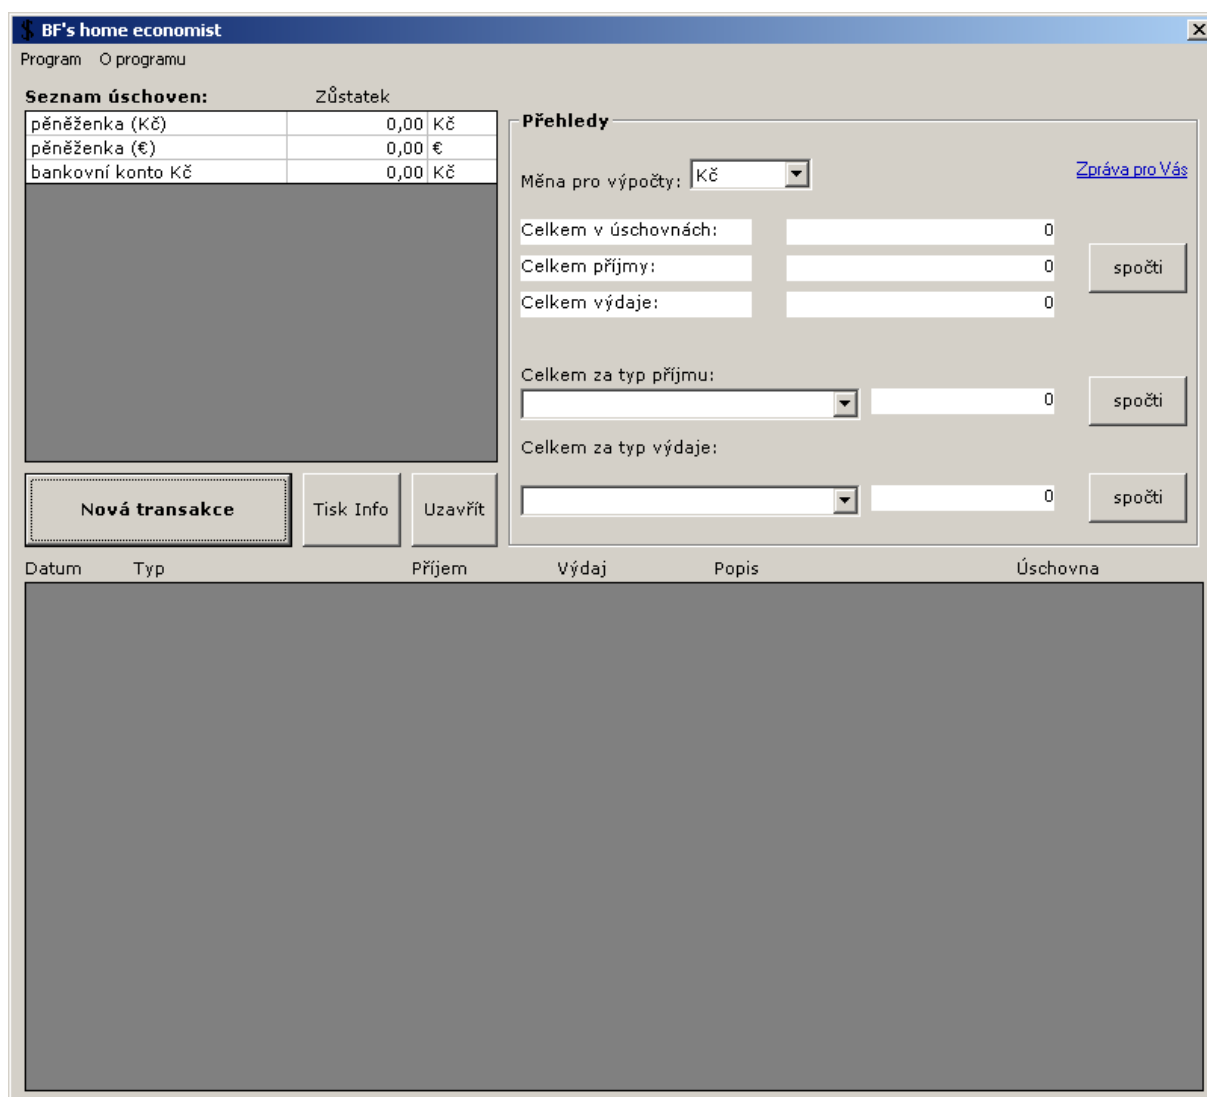 BF's home economist
Program O programu
Seznam úschoven: Zůstatek
pěněženka (Kč) 0,00 Kč
pěněženka (€) 0,00 €
bankovní konto Kč 0,00 Kč
Přehledy
Měna pro výpočty: Kč
Zpráva pro Vás
Celkem v úschovnách: 0
Celkem příjmy: 0
spočti
Celkem výdaje: 0
Celkem za typ příjmu:
0
spočti
Celkem za typ výdaje:
0
spočti
Nová transakce Tisk Info Uzavřít
Datum Typ Příjem Výdaj Popis Úschovna